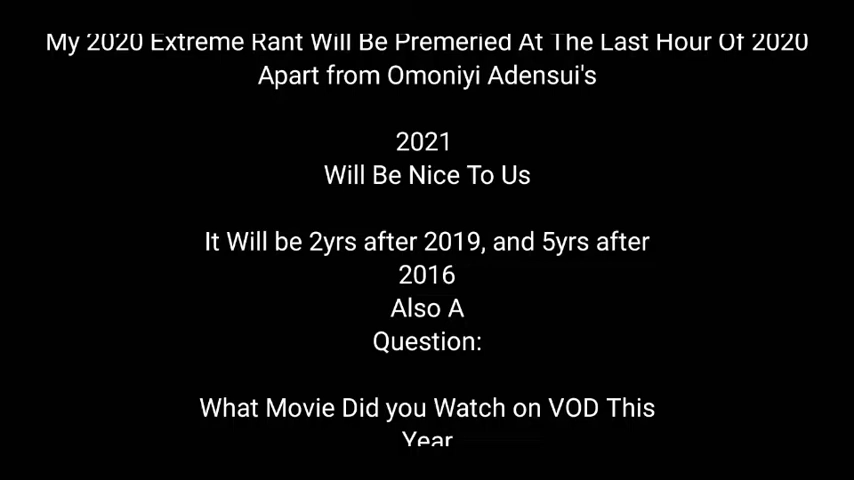 My 2020 Extreme Rant Will Be Premeried At The Last Hour Of 2020
Apart from Omoniyi Adensui's
2021
Will Be Nice To Us
It Will be 2yrs after 2019, and 5yrs after
2016
Also A
Question:
What Movie Did you Watch on VOD This
Year